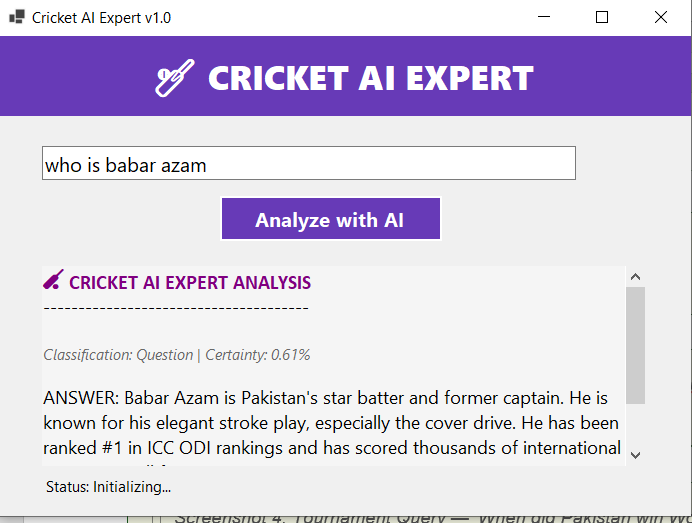 Cricket AI Expert v1.0
CRICKET AI EXPERT
who is babar azam
Analyze with AI
CRICKET AI EXPERT ANALYSIS
--------------------------------------
Classification: Question | Certainty: 0.61%
ANSWER: Babar Azam is Pakistan's star batter and former captain. He is
known for his elegant stroke play, especially the cover drive. He has been
ranked #1 in ICC ODI rankings and has scored thousands of international
Status: Initializing...
Screenshot 4: Tournament Query — When did Pakistan win Wo